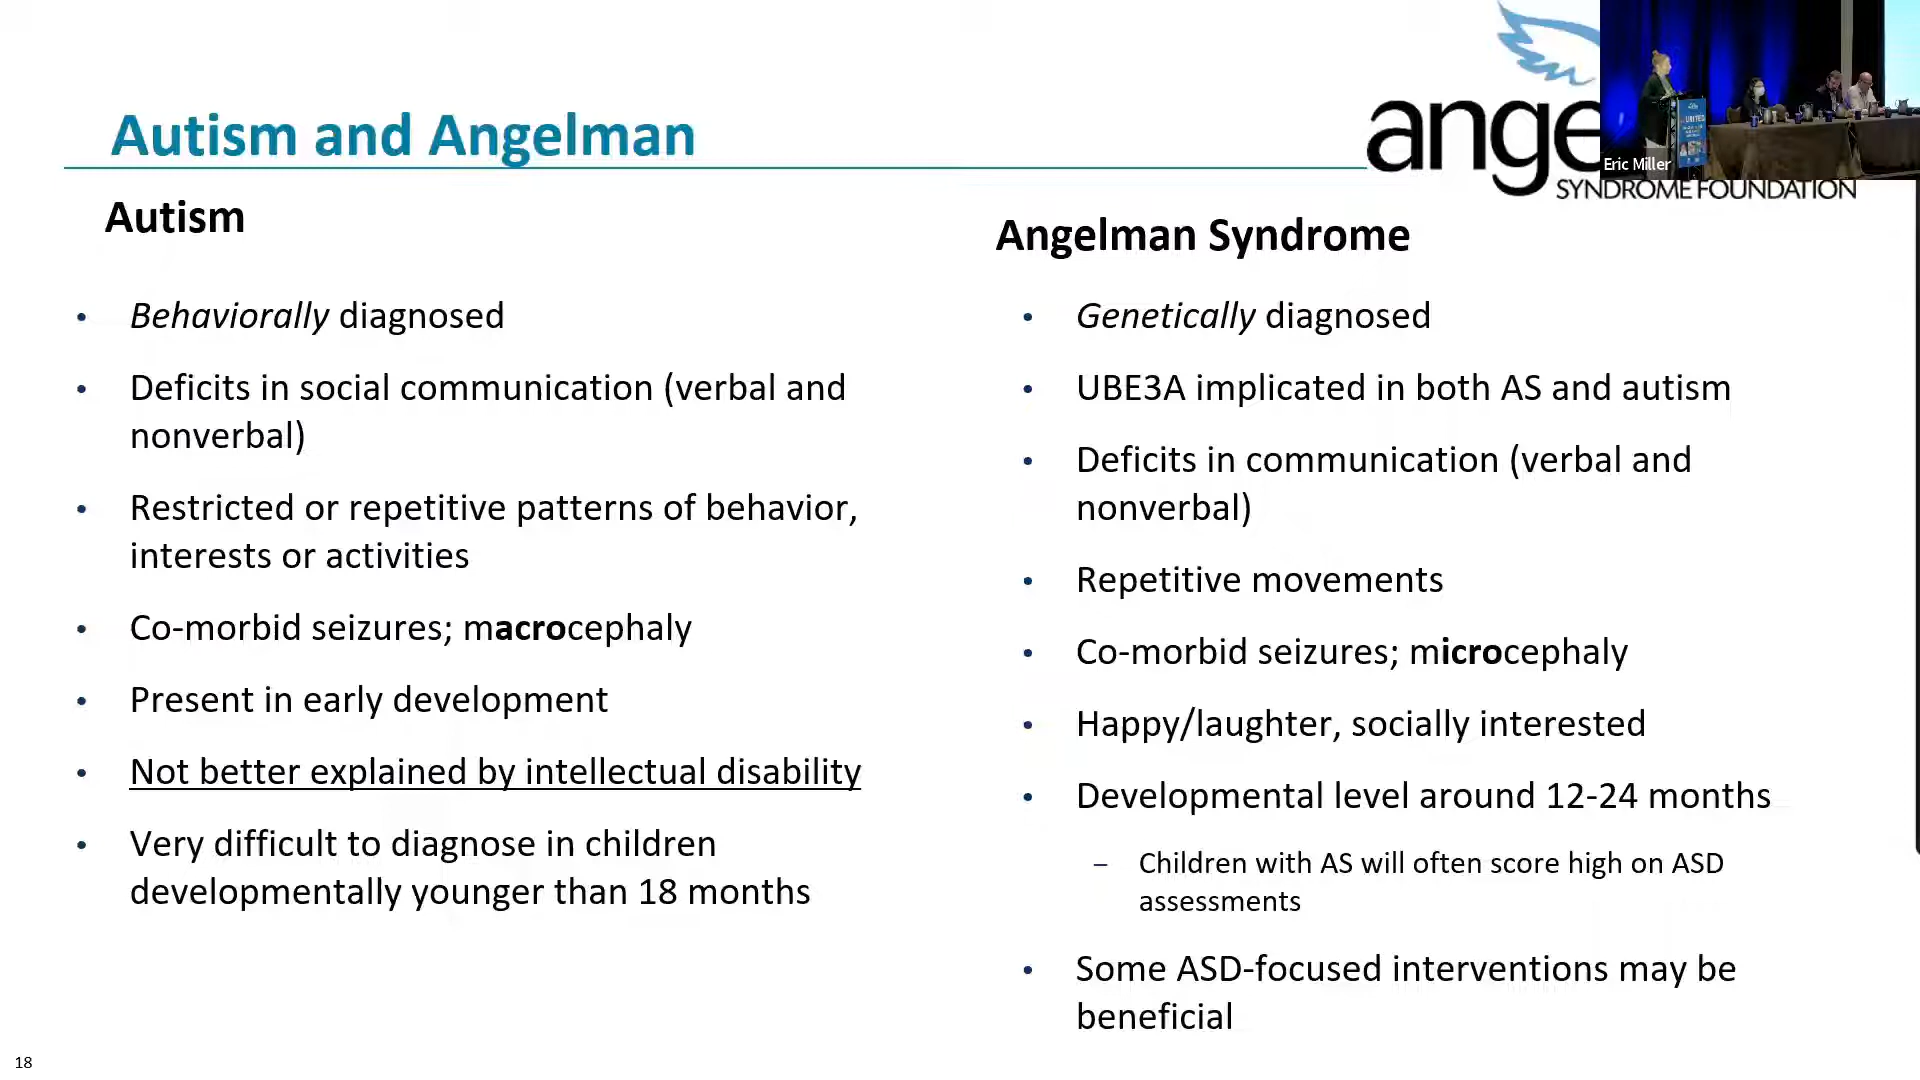 Autism and Angelman
ange
SYNDROME FOUNDATION
Eric Miller
UNITED
Autism
• Behaviorally diagnosed
• Deficits in social communication (verbal and
nonverbal)
• Restricted or repetitive patterns of behavior,
interests or activities
• Co-morbid seizures; macrocephaly
• Present in early development
• Not better explained by intellectual disability
• Very difficult to diagnose in children
developmentally younger than 18 months
Angelman Syndrome
• Genetically diagnosed
• UBE3A implicated in both AS and autism
• Deficits in communication (verbal and
nonverbal)
• Repetitive movements
• Co-morbid seizures; microcephaly
• Happy/laughter, socially interested
• Developmental level around 12-24 months
– Children with AS will often score high on ASD
assessments
• Some ASD-focused interventions may be
beneficial
18